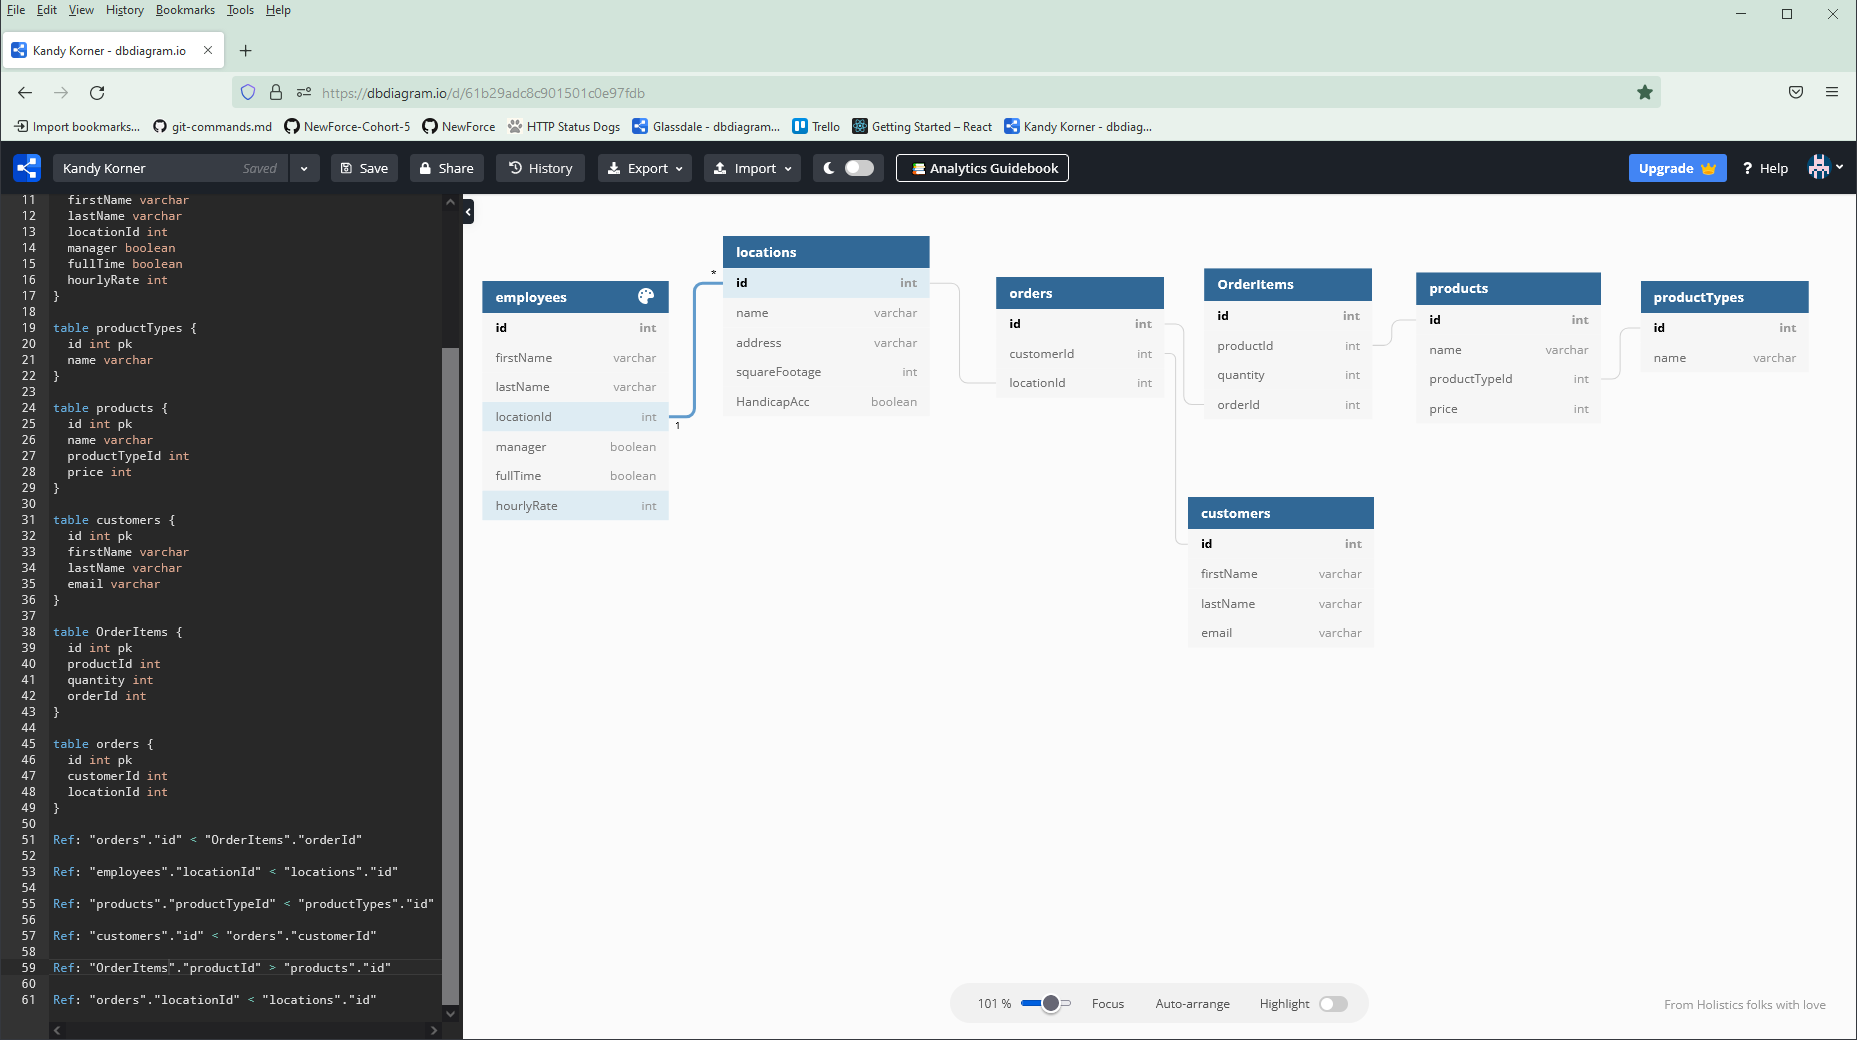 File Edit View History Bookmarks Tools Help
Kandy Korner - dbdiagram.io
https://dbdiagram.io/d/61b29adc8c901501c0e97fdb
Import bookmarks... git-commands.md NewForce-Cohort-5 NewForce HTTP Status Dogs Glassdale - dbdiagram... Trello Getting Started – React Kandy Korner - dbdiag...
Kandy Korner Saved Save Share History Export Import Analytics Guidebook Upgrade ? Help
11 firstName varchar
12 lastName varchar
13 locationId int
14 manager boolean
15 fullTime boolean
16 hourlyRate int
17 }
18
19 table productTypes {
20 id int pk
21 name varchar
22 }
23
24 table products {
25 id int pk
26 name varchar
27 productTypeId int
28 price int
29 }
30
31 table customers {
32 id int pk
33 firstName varchar
34 lastName varchar
35 email varchar
36 }
37
38 table OrderItems {
39 id int pk
40 productId int
41 quantity int
42 orderId int
43 }
44
45 table orders {
46 id int pk
47 customerId int
48 locationId int
49 }
50
51 Ref: "orders"."id" < "OrderItems"."orderId"
52
53 Ref: "employees"."locationId" < "locations"."id"
54
55 Ref: "products"."productTypeId" < "productTypes"."id"
56
57 Ref: "customers"."id" < "orders"."customerId"
58
59 Ref: "OrderItems"."productId" > "products"."id"
60
61 Ref: "orders"."locationId" < "locations"."id"
employees
id int
firstName varchar
lastName varchar
locationId int
manager boolean
fullTime boolean
hourlyRate int
*
1
locations
id int
name varchar
address varchar
squareFootage int
HandicapAcc boolean
orders
id int
customerId int
locationId int
OrderItems
id int
productId int
quantity int
orderId int
products
id int
name varchar
productTypeId int
price int
productTypes
id int
name varchar
customers
id int
firstName varchar
lastName varchar
email varchar
101 % Focus Auto-arrange Highlight
From Holistics folks with love